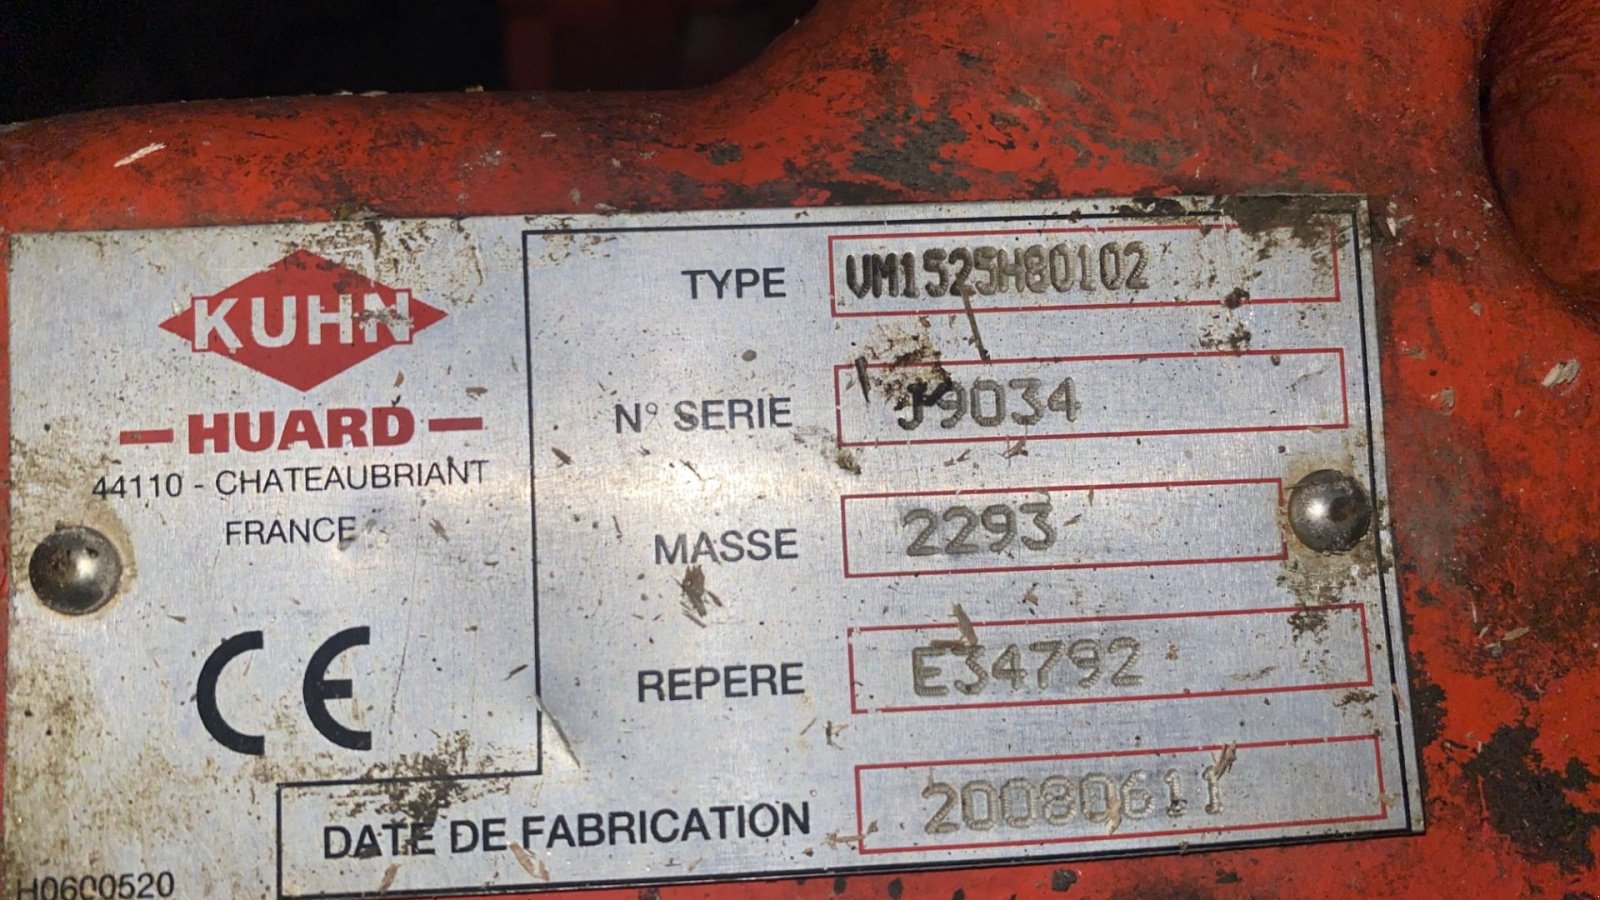 KUHN
HUARD
44110 - CHATEAUBRIANT
FRANCE
CE
TYPE VM1525H80102
Nº SERIE J9034
MASSE 2293
REPERE E34792
DATE DE FABRICATION 20080611
H0600520